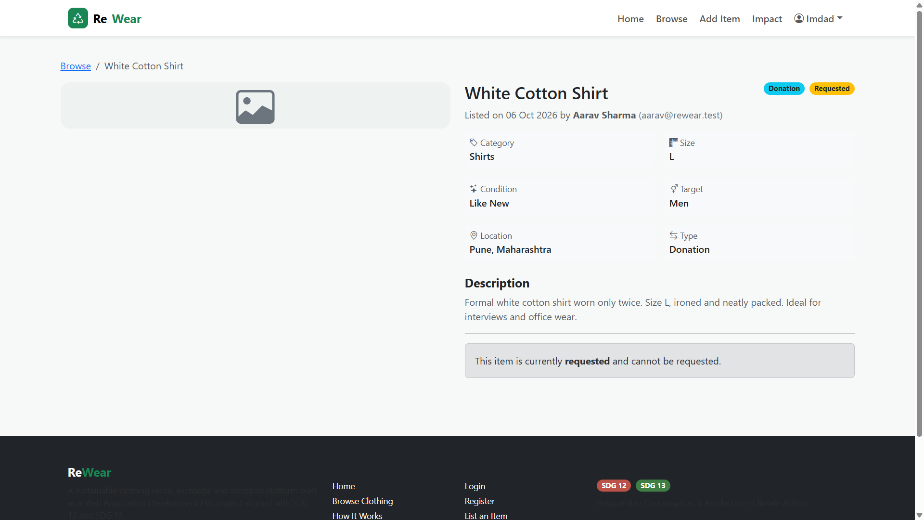 Re Wear
Home Browse Add Item Impact Imdad
Browse / White Cotton Shirt
White Cotton Shirt
Donation Requested
Listed on 06 Oct 2026 by Aarav Sharma (aarav@rewear.test)
Category
Shirts
Size
L
Condition
Like New
Target
Men
Location
Pune, Maharashtra
Type
Donation
Description
Formal white cotton shirt worn only twice. Size L, ironed and neatly packed. Ideal for
interviews and office wear.
This item is currently requested and cannot be requested.
ReWear
Home
Browse Clothing
How It Works
Login
Register
List an Item
SDG 12 SDG 13